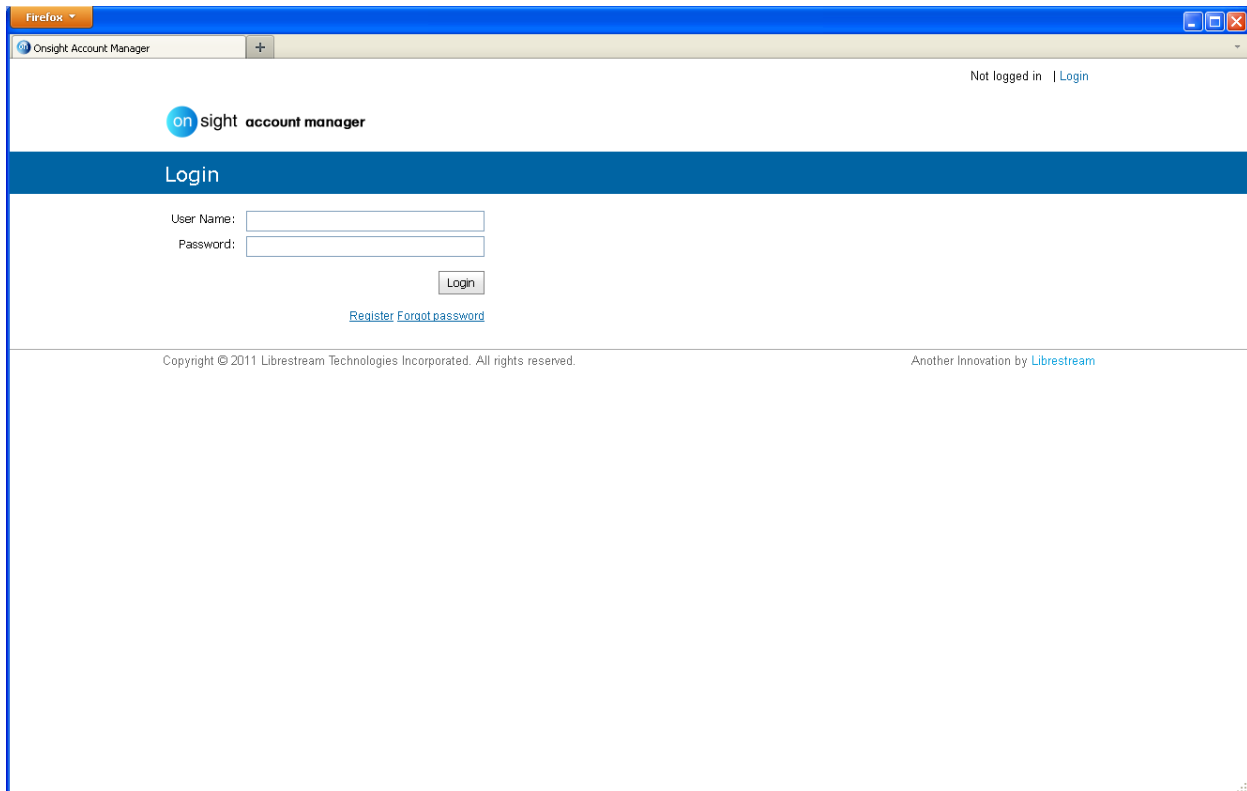 Firefox
on Onsight Account Manager
Not logged in | Login
on sight account manager
Login
User Name:
Password:
Login
Register Forgot password
Copyright © 2011 Librestream Technologies Incorporated. All rights reserved. Another Innovation by Librestream